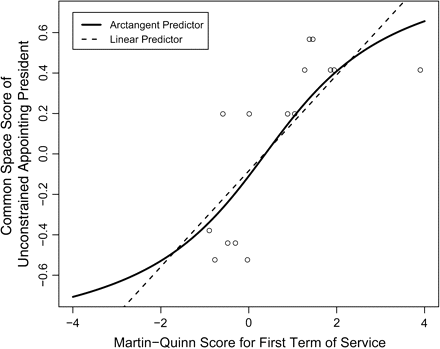 Arctangent Predictor
Linear Predictor
Common Space Score of
Unconstrained Appointing President
0.6
0.4
0.2
0.0
−0.2
−0.4
−0.6
−4
−2
0
2
4
Martin−Quinn Score for First Term of Service